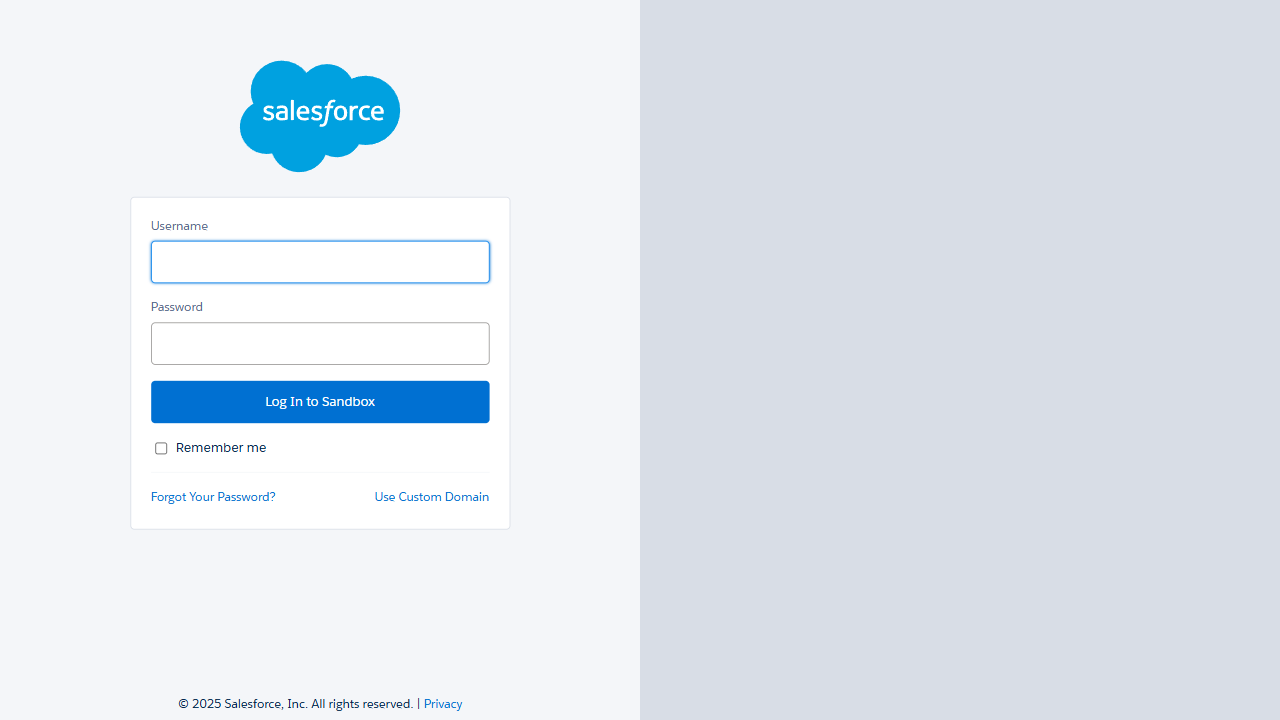 salesforce
Username
Password
Log In to Sandbox
Remember me
Forgot Your Password? Use Custom Domain
© 2025 Salesforce, Inc. All rights reserved. | Privacy